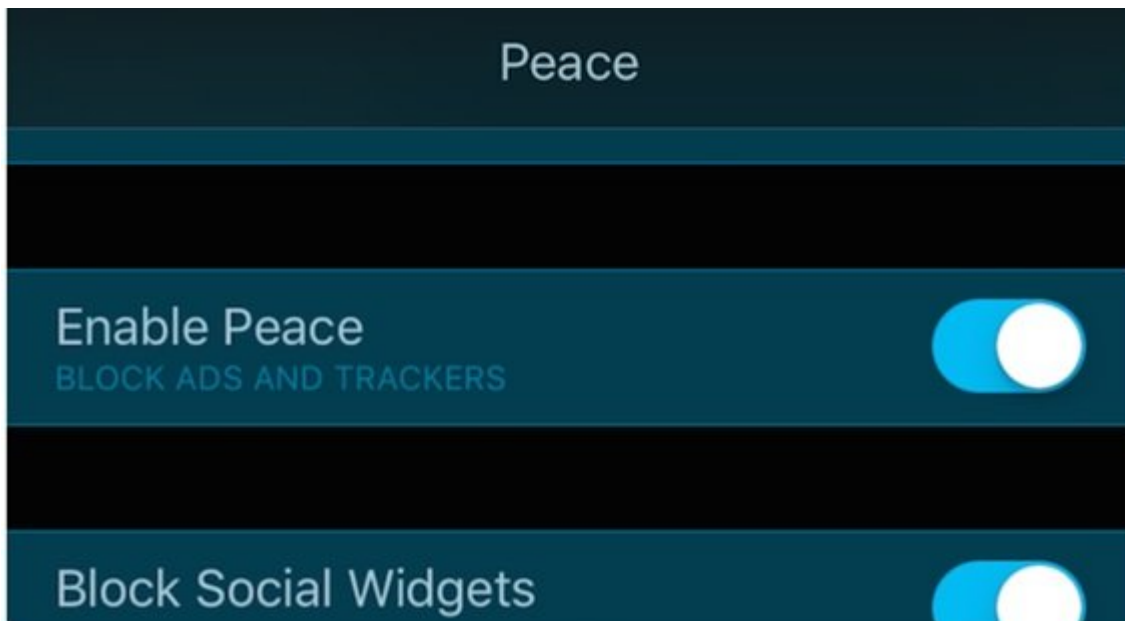 Peace
Enable Peace
BLOCK ADS AND TRACKERS
Block Social Widgets